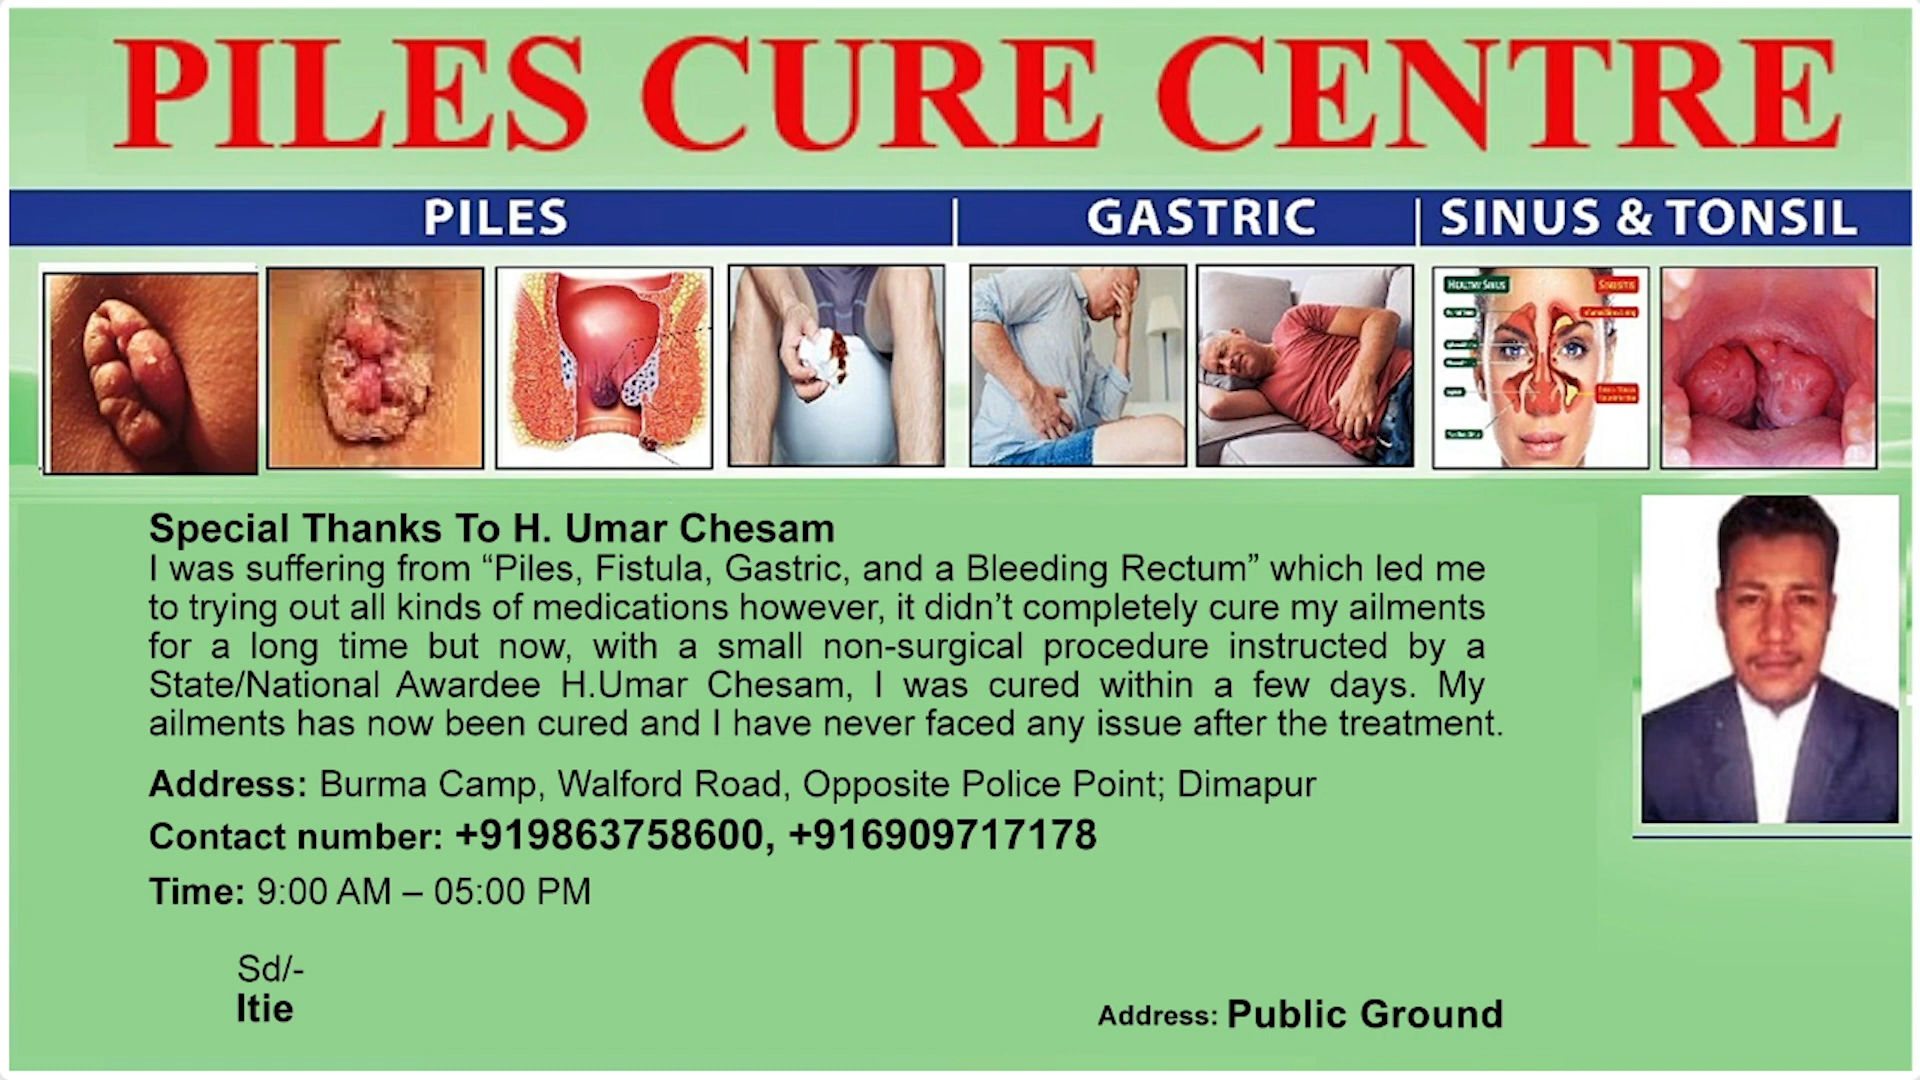 PILES CURE CENTRE
PILES | GASTRIC | SINUS & TONSIL
HEALTHY SINUS
SINUSITIS
Special Thanks To H. Umar Chesam
I was suffering from “Piles, Fistula, Gastric, and a Bleeding Rectum” which led me
to trying out all kinds of medications however, it didn’t completely cure my ailments
for a long time but now, with a small non-surgical procedure instructed by a
State/National Awardee H.Umar Chesam, I was cured within a few days. My
ailments has now been cured and I have never faced any issue after the treatment.
Address: Burma Camp, Walford Road, Opposite Police Point; Dimapur
Contact number: +919863758600, +916909717178
Time: 9:00 AM – 05:00 PM
Sd/-
Itie
Address: Public Ground